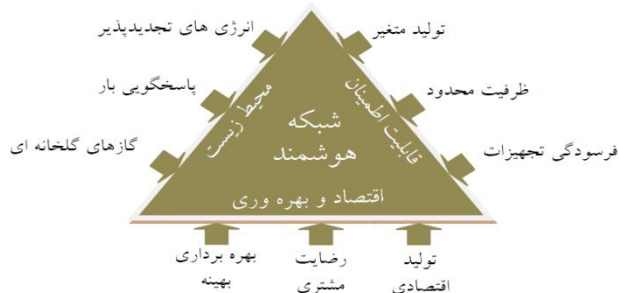 انرژی های تجدیدپذیر
تولید متغیر
پاسخگویی بار
ظرفیت محدود
گازهای گلخانه ای
فرسودگی تجهیزات
محیط زیست
قابلیت اطمینان
شبکه
هوشمند
اقتصاد و بهره وری
تولید
اقتصادی
رضایت
مشتری
بهره برداری
بهینه